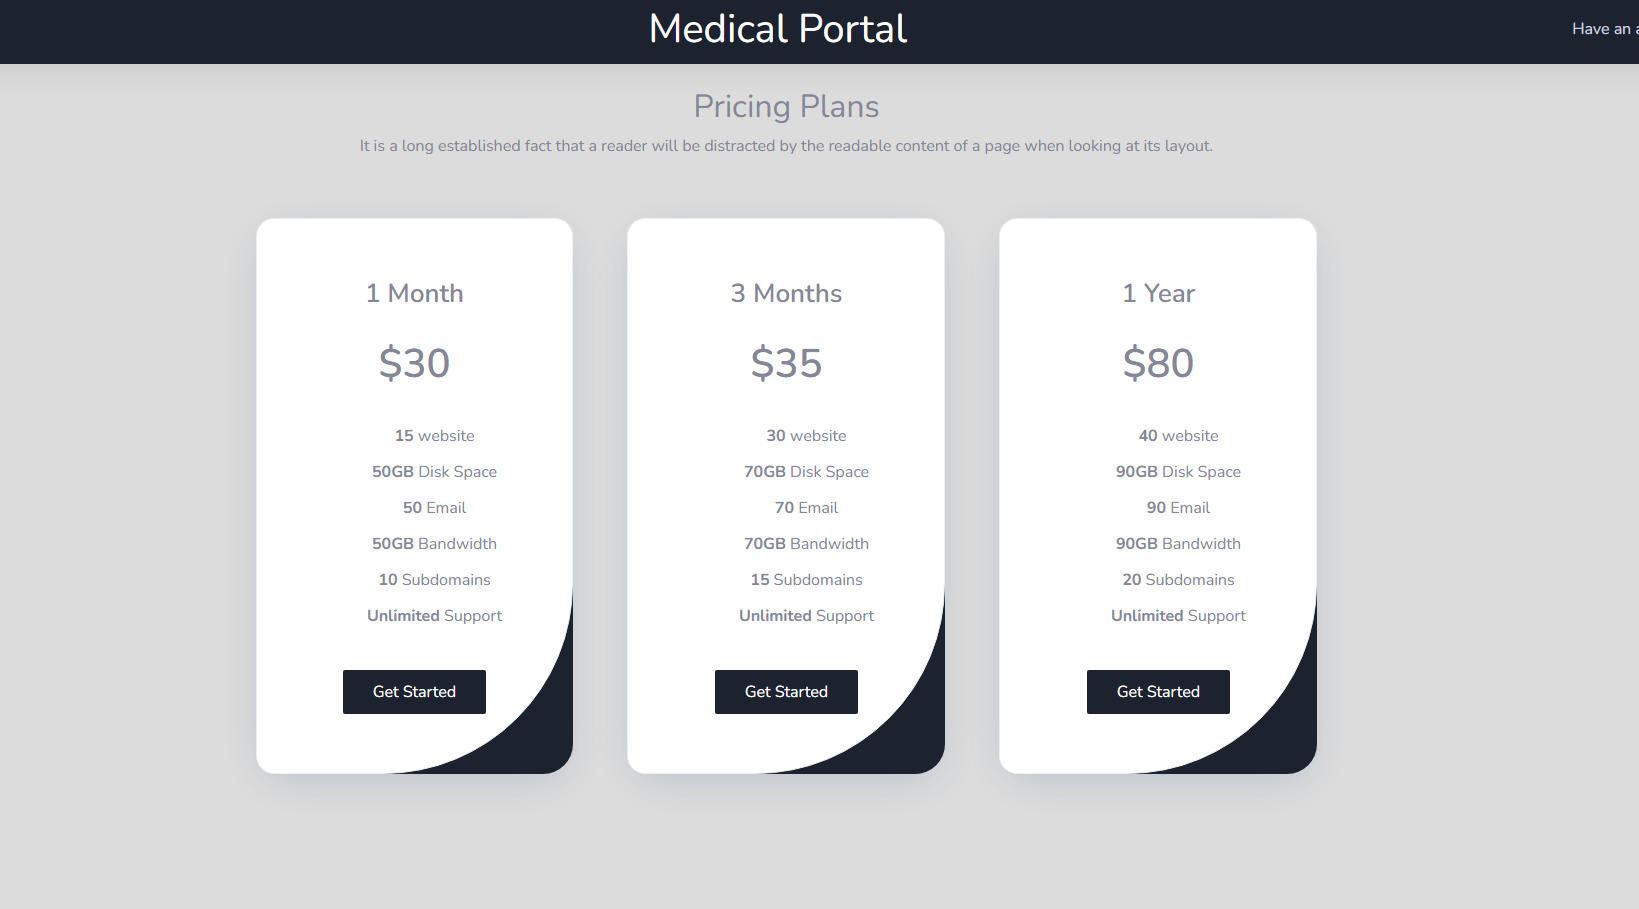 Medical Portal
Have an a
Pricing Plans
It is a long established fact that a reader will be distracted by the readable content of a page when looking at its layout.
1 Month
$30
15 website
50GB Disk Space
50 Email
50GB Bandwidth
10 Subdomains
Unlimited Support
Get Started
3 Months
$35
30 website
70GB Disk Space
70 Email
70GB Bandwidth
15 Subdomains
Unlimited Support
Get Started
1 Year
$80
40 website
90GB Disk Space
90 Email
90GB Bandwidth
20 Subdomains
Unlimited Support
Get Started